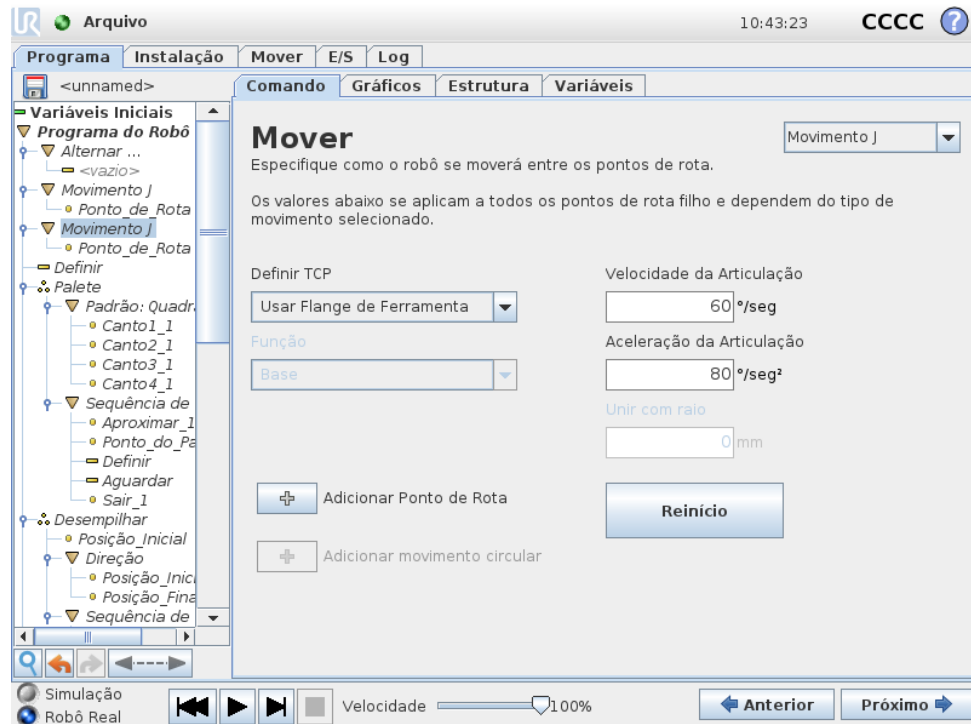 UR Arquivo 10:43:23 CCCC ?
Programa Instalação Mover E/S Log
<unnamed> Comando Gráficos Estrutura Variáveis
Variáveis Iniciais
Programa do Robô
Alternar ...
<vazio>
Movimento J
Ponto_de_Rota
Movimento J
Ponto_de_Rota
Definir
Palete
Padrão: Quadr
Canto1_1
Canto2_1
Canto3_1
Canto4_1
Sequência de
Aproximar_1
Ponto_do_Pa
Definir
Aguardar
Sair_1
Desempilhar
Posição_Inicial
Direção
Posição_Inici
Posição_Fina
Sequência de
Mover
Movimento J
Especifique como o robô se moverá entre os pontos de rota.
Os valores abaixo se aplicam a todos os pontos de rota filho e dependem do tipo de
movimento selecionado.
Definir TCP
Usar Flange de Ferramenta
Função
Base
Velocidade da Articulação
60 °/seg
Aceleração da Articulação
80 °/seg²
Unir com raio
0 mm
Adicionar Ponto de Rota
Adicionar movimento circular
Reinício
Simulação
Robô Real
Velocidade 100%
Anterior Próximo